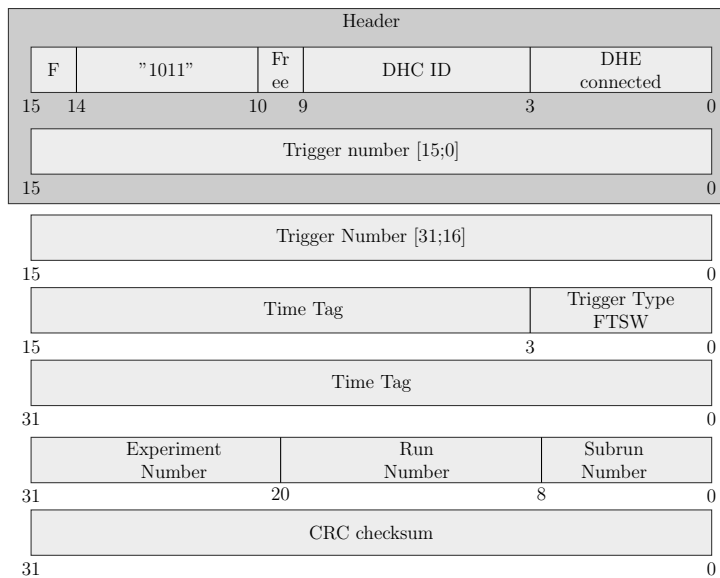 Header
F "1011" Fr DHC ID DHE
ee connected
15 14 10 9 3 0
Trigger number [15;0]
15 0
Trigger Number [31;16]
15 0
Time Tag Trigger Type
FTSW
15 3 0
Time Tag
31 0
Experiment Run Subrun
Number Number Number
31 20 8 0
CRC checksum
31 0